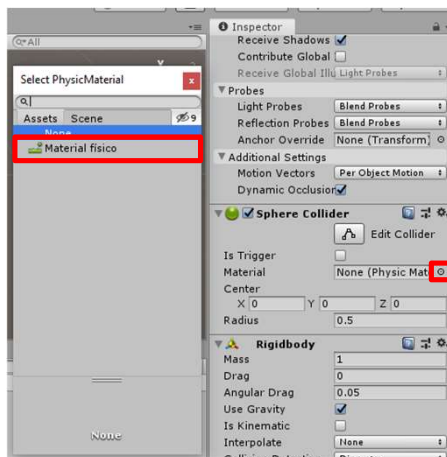 All
Select PhysicMaterial
x
Assets Scene 9
None
Material físico
None
Inspector
Receive Shadows
Contribute Global
Receive Global Illu Light Probes
Probes
Light Probes Blend Probes
Reflection Probes Blend Probes
Anchor Override None (Transform)
Additional Settings
Motion Vectors Per Object Motion
Dynamic Occlusion
Sphere Collider
Edit Collider
Is Trigger
Material None (Physic Mat
Center
X 0 Y 0 Z 0
Radius 0.5
Rigidbody
Mass 1
Drag 0
Angular Drag 0.05
Use Gravity
Is Kinematic
Interpolate None